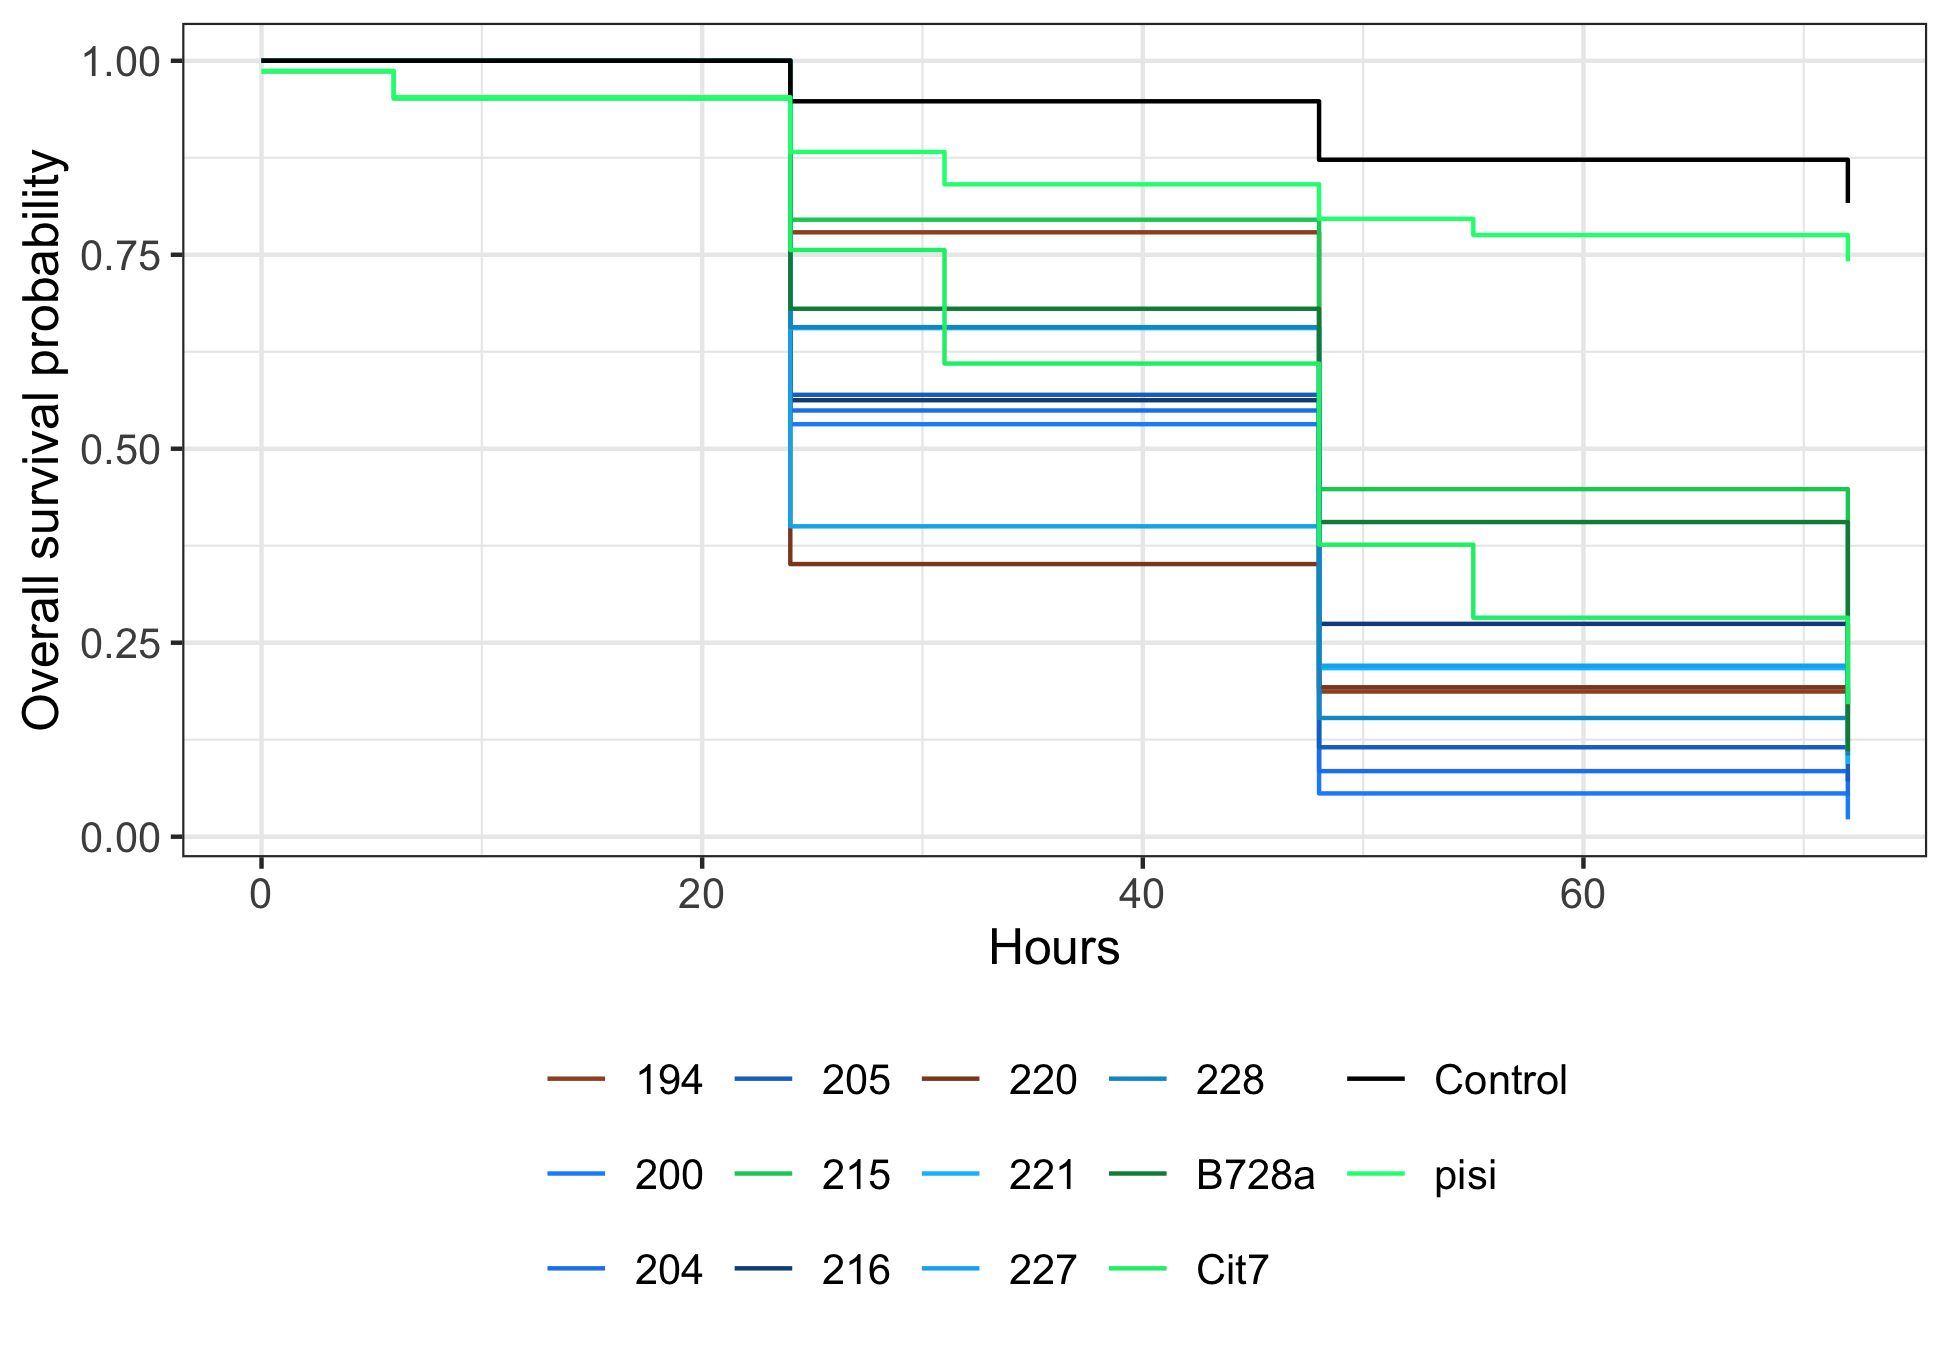 Overall survival probability
1.00
0.75
0.50
0.25
0.00
0 20 40 60
Hours
194 205 220 228 Control
200 215 221 B728a pisi
204 216 227 Cit7